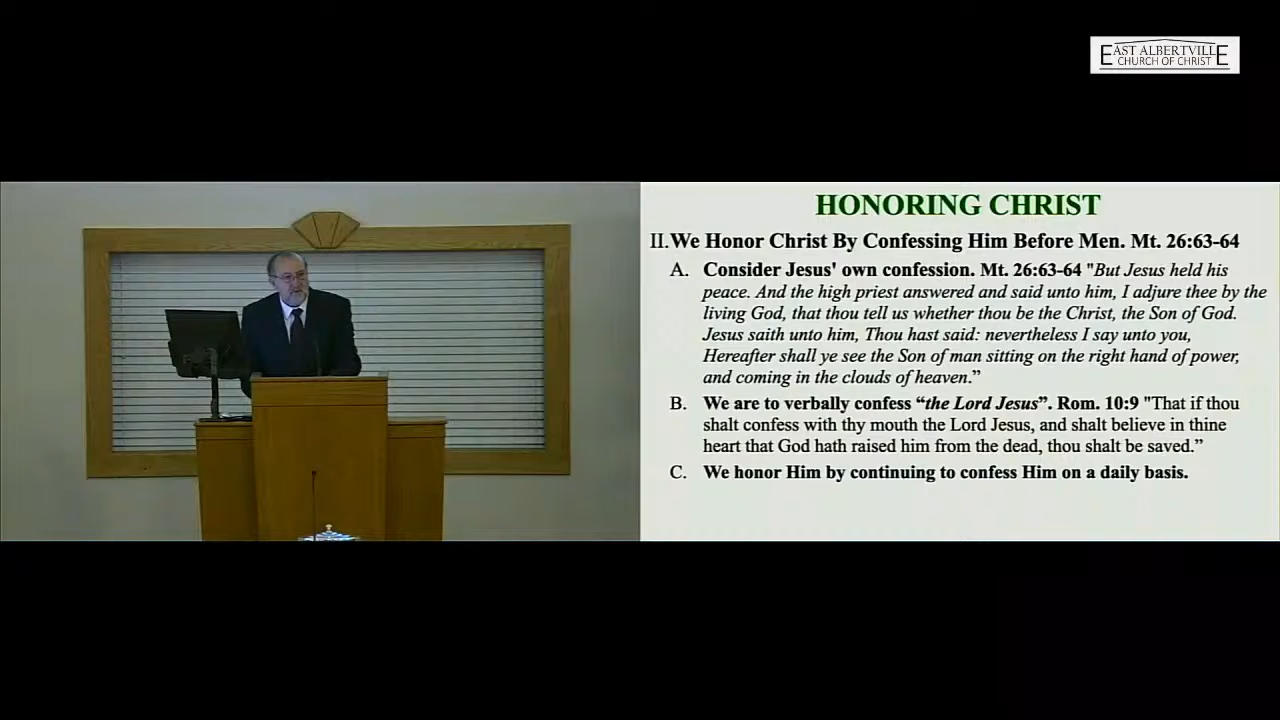 EAST ALBERTVILLE
CHURCH OF CHRIST
HONORING CHRIST
II. We Honor Christ By Confessing Him Before Men. Mt. 26:63-64
A. Consider Jesus' own confession. Mt. 26:63-64 "But Jesus held his
peace. And the high priest answered and said unto him, I adjure thee by the
living God, that thou tell us whether thou be the Christ, the Son of God.
Jesus saith unto him, Thou hast said: nevertheless I say unto you,
Hereafter shall ye see the Son of man sitting on the right hand of power,
and coming in the clouds of heaven.”
B. We are to verbally confess “the Lord Jesus”. Rom. 10:9 "That if thou
shalt confess with thy mouth the Lord Jesus, and shalt believe in thine
heart that God hath raised him from the dead, thou shalt be saved.”
C. We honor Him by continuing to confess Him on a daily basis.